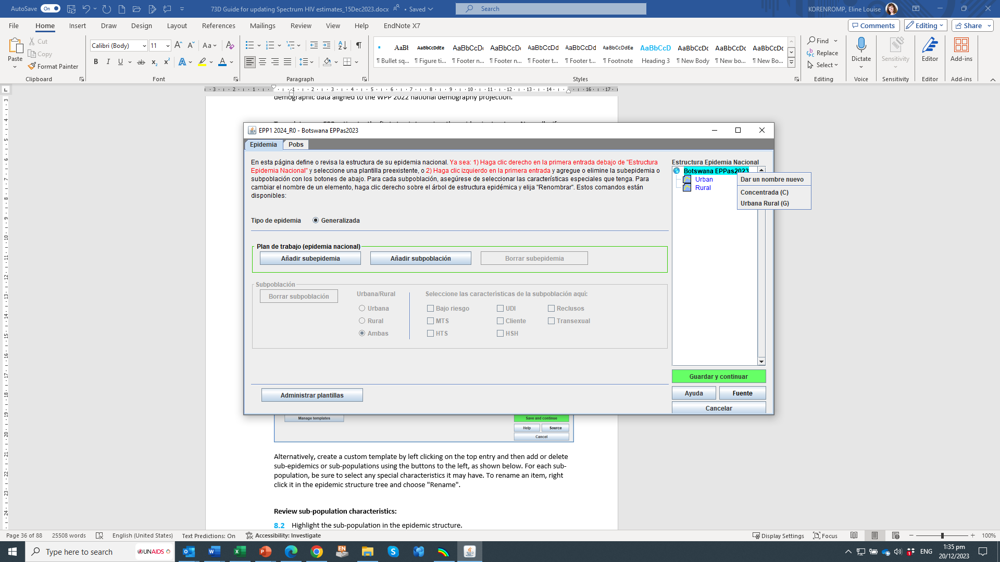 AutoSave On
73D Guide for updating Spectrum HIV estimates_15Dec2023.docx • Saved
Search
KORENROMP, Eline Louise
File Home Insert Draw Design Layout References Mailings Review View Help EndNote X7
Comments Editing Share
Paste
Cut
Copy
Format Painter
Clipboard
Calibri (Body) 11
Font
Paragraph
AaBl AaBbCcDdEe AaBbCcDc AaBbCcDc AaBbCcDd AaBbCcDd AaBbCcDdEe AaBbCcD AaBbCcDc AaBbCcDc AaBbCcDc
¶ Bullet sq... ¶ Figure ti... ¶ Footer n... ¶ Footer n... ¶ Footer t... ¶ Footer t... ¶ Footnote Heading 3 ¶ New Body ¶ New bo... ¶ New Bo...
Styles
Find
Replace
Select
Editing
Dictate
Voice
Sensitivity
Sensitivity
Editor
Editor
Add-ins
Add-ins
demographic data aligned to the WPP 2022 national demography projection.
EPP1 2024_R0 - Botswana EPPas2023
Epidemia Pobs
En esta página define o revisa la estructura de su epidemia nacional. Ya sea: 1) Haga clic derecho en la primera entrada debajo de "Estructura
Epidemia Nacional" y seleccione una plantilla preexistente, o 2) Haga clic izquierdo en la primera entrada y agregue o elimine la subepidemia o
subpoblación con los botones de abajo. Para cada subpoblación, asegúrese de seleccionar las características especiales que tenga. Para
cambiar el nombre de un elemento, haga clic derecho sobre el árbol de estructura epidémica y elija "Renombrar". Estos comandos están
disponibles:
Tipo de epidemia Generalizada
Plan de trabajo (epidemia nacional)
Añadir subepidemia Añadir subpoblación Borrar subepidemia
Subpoblación
Borrar subpoblación
Urbana/Rural
Urbana
Rural
Ambas
Seleccione las caracteristicas de la subpoblación aquí:
Bajo riesgo UDI Reclusos
MTS Cliente Transexual
HTS HSH
Administrar plantillas
Estructura Epidemia Nacional
Botswana EPPas2023
Urban
Rural
Dar un nombre nuevo
Concentrada (C)
Urbana Rural (G)
Guardar y continuar
Ayuda Fuente
Cancelar
Manage templates
Save and continue
Help Source
Cancel
Alternatively, create a custom template by left clicking on the top entry and then add or delete
sub-epidemics or sub-populations using the buttons to the left, as shown below. For each sub-
population, be sure to select any special characteristics it may have. To rename an item, right
click it in the epidemic structure tree and choose "Rename".
Review sub-population characteristics:
8.2 Highlight the sub-population in the epidemic structure.
Page 36 of 88 25508 words English (United States) Text Predictions: On Accessibility: Investigate
Display Settings Focus 100%
Type here to search
UNAIDS
ENG
1:35 pm
20/12/2023